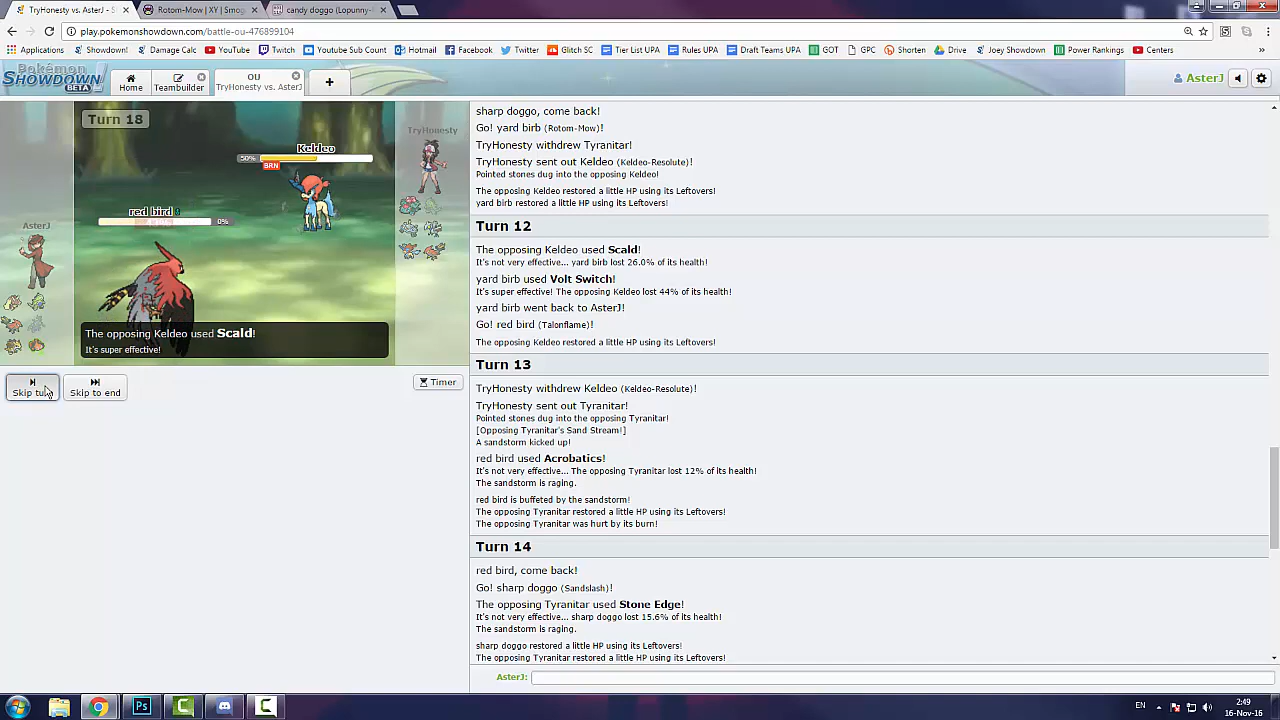 TryHonesty vs. AsterJ - S
Rotom-Mow | XY | Smog
candy doggo (Lopunny-
play.pokemonshowdown.com/battle-ou-476899104
Applications Showdown! Damage Calc YouTube Twitch Youtube Sub Count Hotmail Facebook Twitter Glitch SC Tier List UPA Rules UPA Draft Teams UPA GOT GPC Shorten Drive Joey Showdown Power Rankings Centers
Pokémon
SHOWDOWN!
BETA
Home
Teambuilder
OU
TryHonesty vs. AsterJ
+
AsterJ
Turn 18
Keldeo
50%
BRN
red bird
0%
TryHonesty
AsterJ
The opposing Keldeo used Scald!
It's super effective!
Skip turn
Skip to end
Timer
sharp doggo, come back!
Go! yard birb (Rotom-Mow)!
TryHonesty withdrew Tyranitar!
TryHonesty sent out Keldeo (Keldeo-Resolute)!
Pointed stones dug into the opposing Keldeo!
The opposing Keldeo restored a little HP using its Leftovers!
yard birb restored a little HP using its Leftovers!
Turn 12
The opposing Keldeo used Scald!
It's not very effective... yard birb lost 26.0% of its health!
yard birb used Volt Switch!
It's super effective! The opposing Keldeo lost 44% of its health!
yard birb went back to AsterJ!
Go! red bird (Talonflame)!
The opposing Keldeo restored a little HP using its Leftovers!
Turn 13
TryHonesty withdrew Keldeo (Keldeo-Resolute)!
TryHonesty sent out Tyranitar!
Pointed stones dug into the opposing Tyranitar!
[Opposing Tyranitar's Sand Stream!]
A sandstorm kicked up!
red bird used Acrobatics!
It's not very effective... The opposing Tyranitar lost 12% of its health!
The sandstorm is raging.
red bird is buffeted by the sandstorm!
The opposing Tyranitar restored a little HP using its Leftovers!
The opposing Tyranitar was hurt by its burn!
Turn 14
red bird, come back!
Go! sharp doggo (Sandslash)!
The opposing Tyranitar used Stone Edge!
It's not very effective... sharp doggo lost 15.6% of its health!
The sandstorm is raging.
sharp doggo restored a little HP using its Leftovers!
The opposing Tyranitar restored a little HP using its Leftovers!
AsterJ:
EN
2:49
16-Nov-16